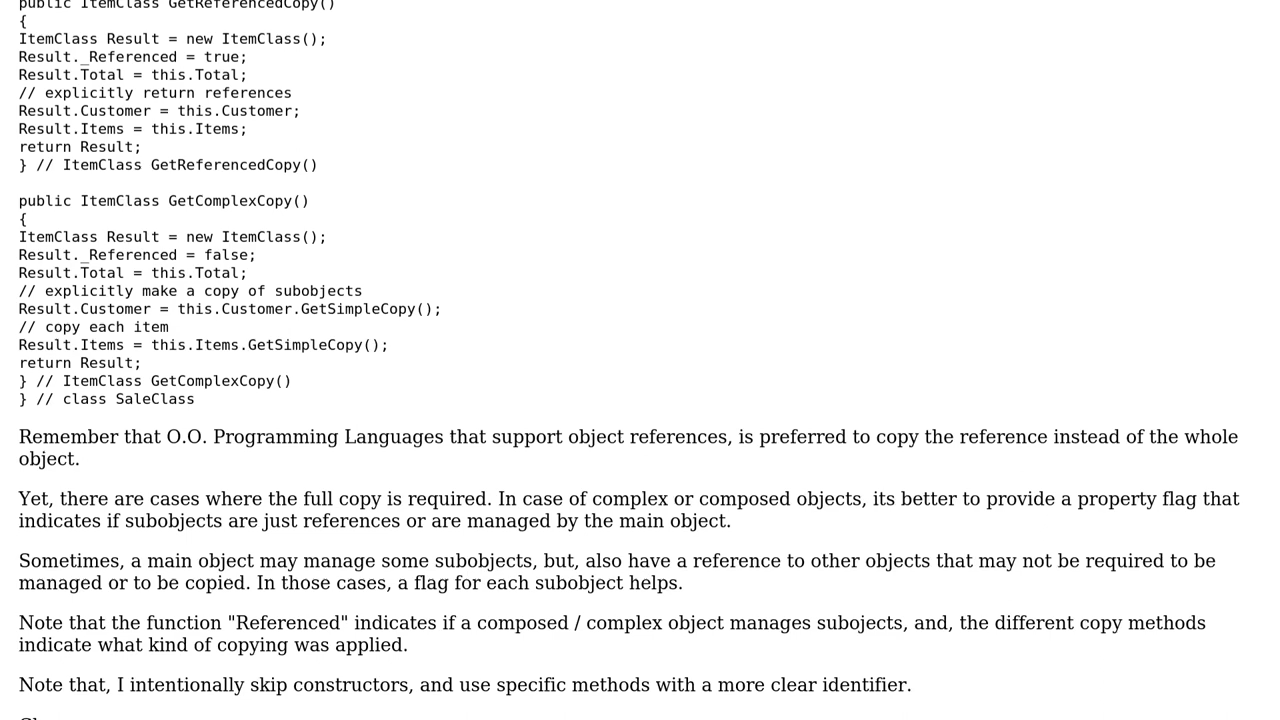 public ItemClass GetReferencedCopy()
{
ItemClass Result = new ItemClass();
Result._Referenced = true;
Result.Total = this.Total;
// explicitly return references
Result.Customer = this.Customer;
Result.Items = this.Items;
return Result;
} // ItemClass GetReferencedCopy()
public ItemClass GetComplexCopy()
{
ItemClass Result = new ItemClass();
Result._Referenced = false;
Result.Total = this.Total;
// explicitly make a copy of subobjects
Result.Customer = this.Customer.GetSimpleCopy();
// copy each item
Result.Items = this.Items.GetSimpleCopy();
return Result;
} // ItemClass GetComplexCopy()
} // class SaleClass
Remember that O.O. Programming Languages that support object references, is preferred to copy the reference instead of the whole
object.
Yet, there are cases where the full copy is required. In case of complex or composed objects, its better to provide a property flag that
indicates if subobjects are just references or are managed by the main object.
Sometimes, a main object may manage some subobjects, but, also have a reference to other objects that may not be required to be
managed or to be copied. In those cases, a flag for each subobject helps.
Note that the function "Referenced" indicates if a composed / complex object manages subojects, and, the different copy methods
indicate what kind of copying was applied.
Note that, I intentionally skip constructors, and use specific methods with a more clear identifier.